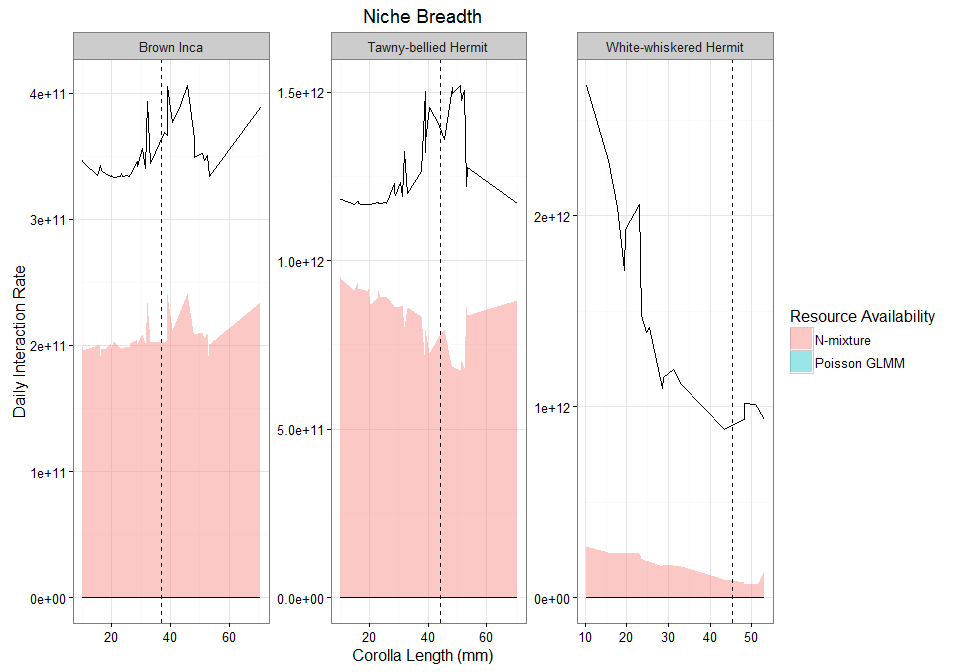 Niche Breadth
Brown Inca
Tawny-bellied Hermit
White-whiskered Hermit
Daily Interaction Rate
4e+11
3e+11
2e+11
1e+11
0e+00
1.5e+12
1.0e+12
5.0e+11
0.0e+00
2e+12
1e+12
0e+00
20 40 60
20 40 60
10 20 30 40 50
Corolla Length (mm)
Resource Availability
N-mixture
Poisson GLMM